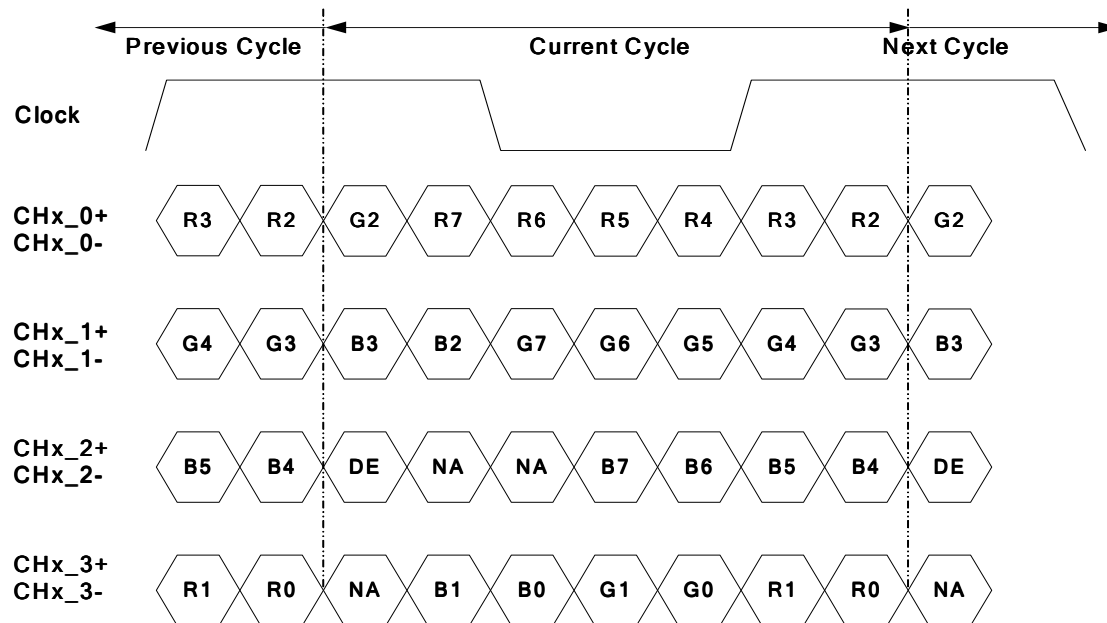 Previous Cycle Current Cycle Next Cycle
Clock
CHx_0+
CHx_0-
R3 R2 G2 R7 R6 R5 R4 R3 R2 G2
CHx_1+
CHx_1-
G4 G3 B3 B2 G7 G6 G5 G4 G3 B3
CHx_2+
CHx_2-
B5 B4 DE NA NA B7 B6 B5 B4 DE
CHx_3+
CHx_3-
R1 R0 NA B1 B0 G1 G0 R1 R0 NA